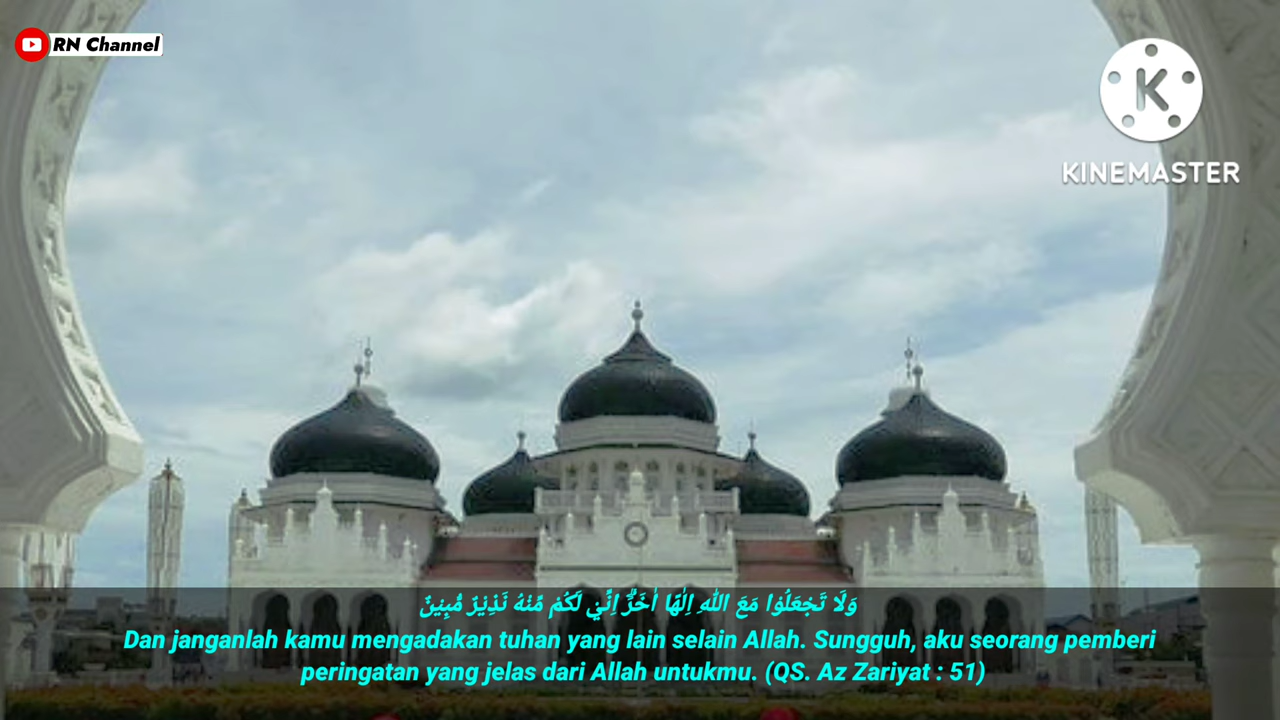 RN Channel
K
KINEMASTER
وَلَا تَجْعَلُوْا مَعَ اللّٰهِ اِلٰهًا اٰخَرَۗ اِنِّيْ لَكُمْ مِّنْهُ نَذِيْرٌ مُّبِيْنٌ
Dan janganlah kamu mengadakan tuhan yang lain selain Allah. Sungguh, aku seorang pemberi
peringatan yang jelas dari Allah untukmu. (QS. Az Zariyat : 51)